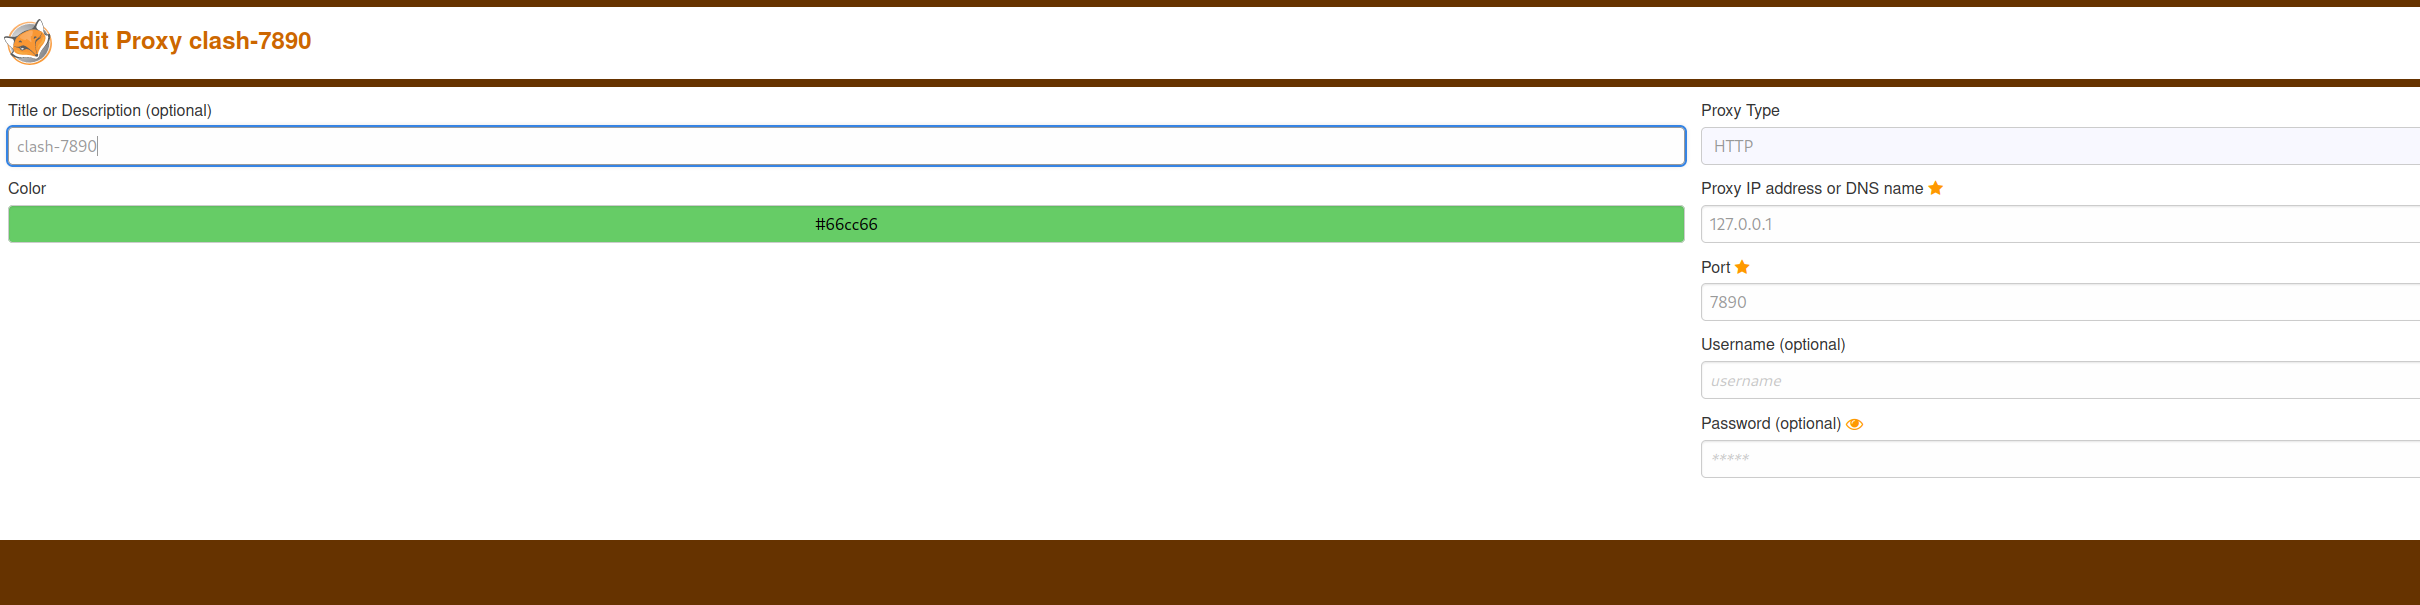 Edit Proxy clash-7890
Title or Description (optional)
clash-7890
Color
#66cc66
Proxy Type
HTTP
Proxy IP address or DNS name
127.0.0.1
Port
7890
Username (optional)
username
Password (optional)
*****